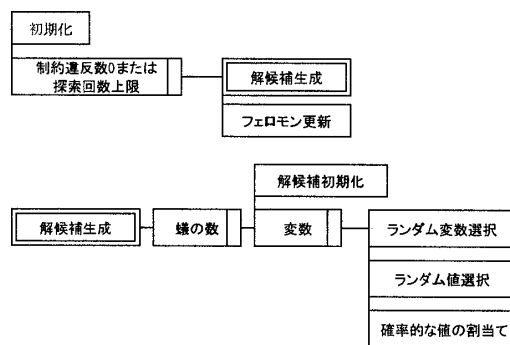 初期化
制約違反数0または
探索回数上限
解候補生成
フェロモン更新
解候補初期化
解候補生成
蟻の数
変数
ランダム変数選択
ランダム値選択
確率的な値の割当て